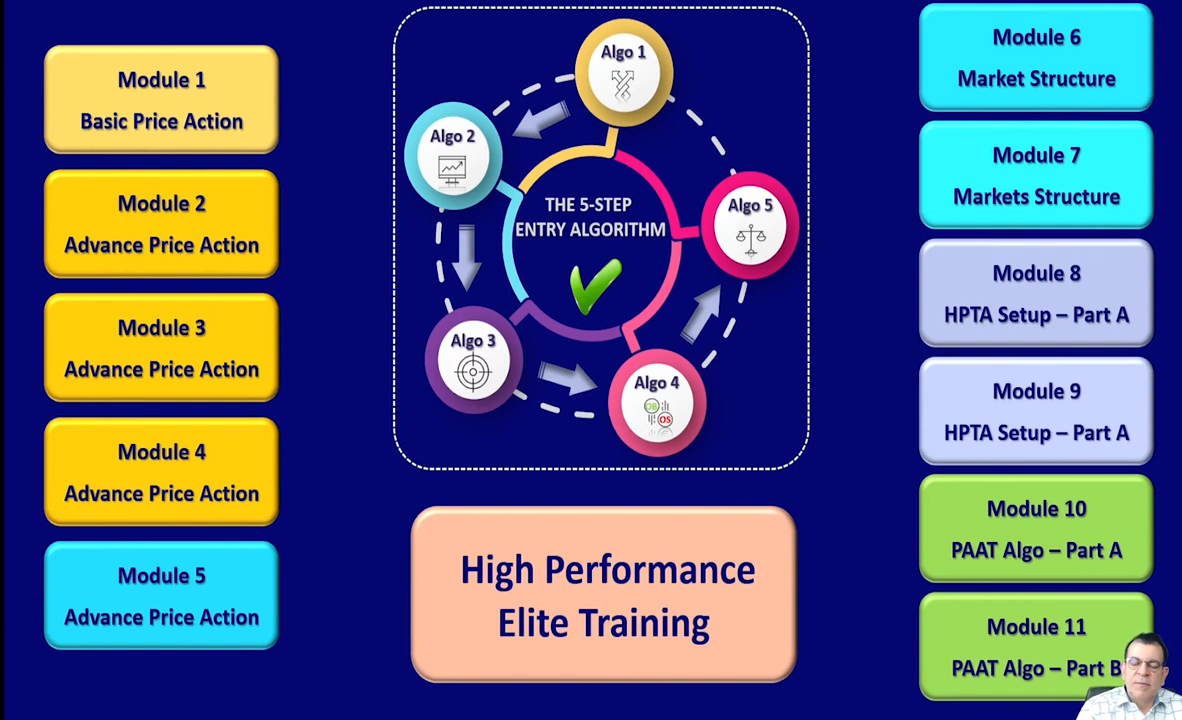 Module 1
Basic Price Action
Module 2
Advance Price Action
Module 3
Advance Price Action
Module 4
Advance Price Action
Module 5
Advance Price Action
Algo 1
Algo 2
Algo 5
THE 5-STEP
ENTRY ALGORITHM
Algo 3
Algo 4
OB
OS
High Performance
Elite Training
Module 6
Market Structure
Module 7
Markets Structure
Module 8
HPTA Setup – Part A
Module 9
HPTA Setup – Part A
Module 10
PAAT Algo – Part A
Module 11
PAAT Algo – Part B